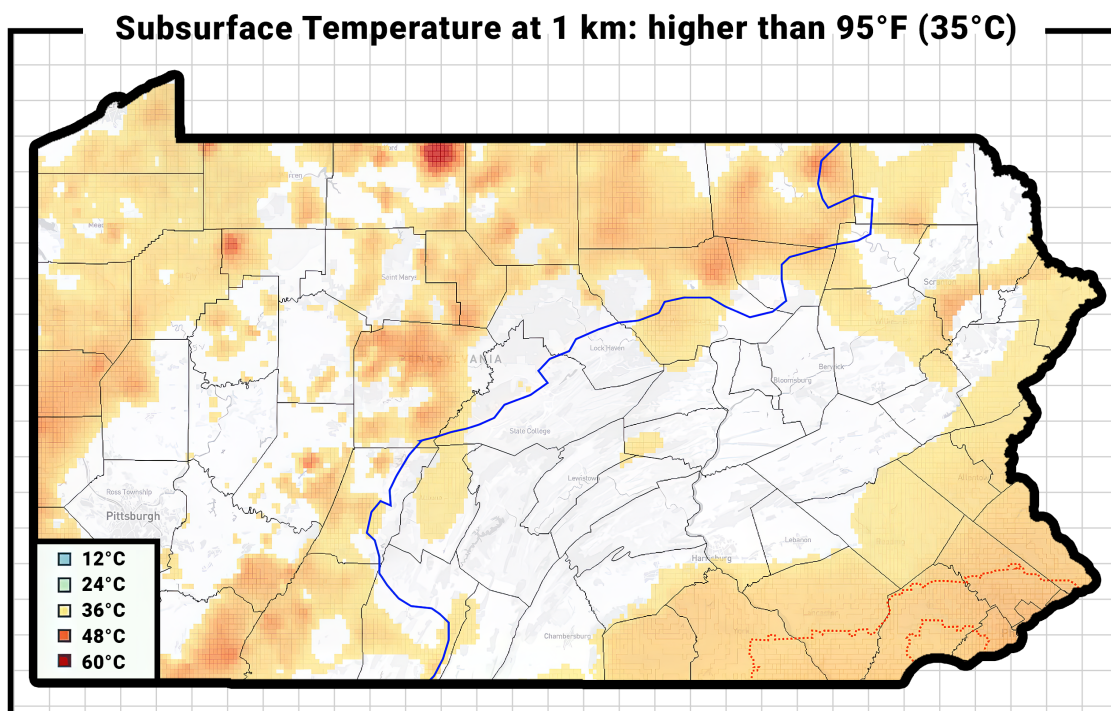 Subsurface Temperature at 1 km: higher than 95°F (35°C)
Saint Marys
ANIA
Lock Haven
Berwick
Bloomsburg
State College
Lewistown
Ross Township
Pittsburgh
Lebanon
Harrisburg
Chambersburg
12°C
24°C
36°C
48°C
60°C